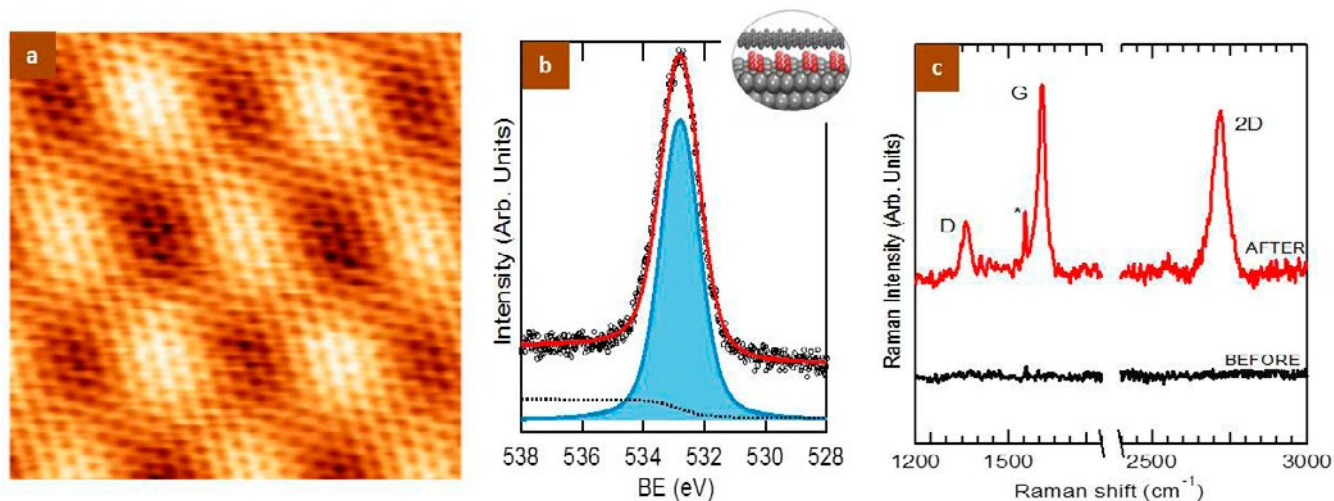 a
b
Intensity (Arb. Units)
538 536 534 532 530 528
BE (eV)
c
G
2D
*
D
AFTER
BEFORE
Raman Intensity (Arb. Units)
1200 1500 2500 3000
Raman shift (cm⁻¹)